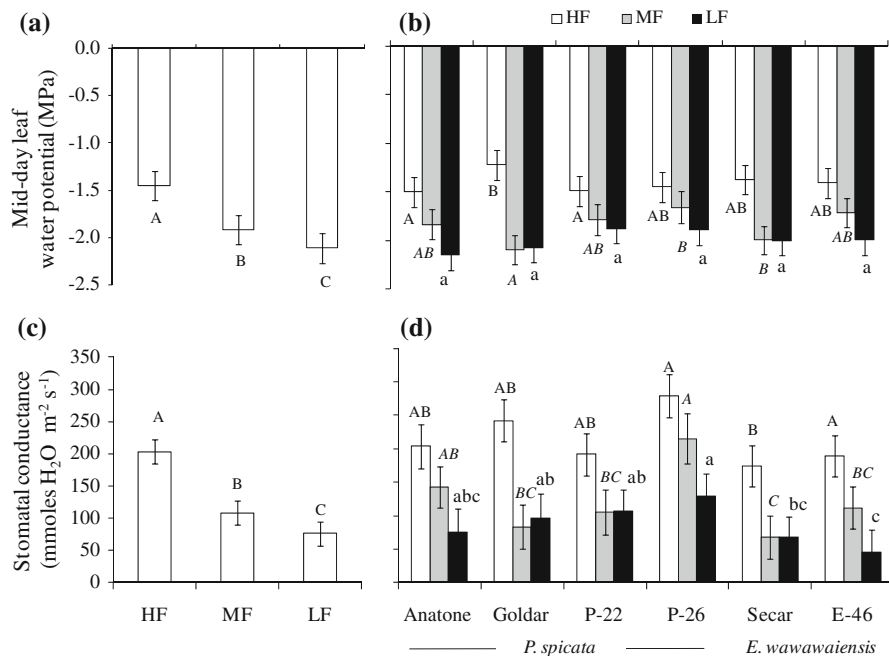 (a)
(b)
HF MF LF
Mid-day leaf
water potential (MPa)
0.0
-0.5
-1.0
-1.5
-2.0
-2.5
A
B
C
A
AB
a
B
A
a
A
AB
a
AB
B
a
AB
B
a
AB
AB
a
(c)
(d)
Stomatal conductance
(mmoles H₂O m⁻² s⁻¹)
350
300
250
200
150
100
50
0
A
B
C
AB
AB
abc
AB
BC
ab
AB
BC
ab
A
A
a
B
C
bc
A
BC
c
HF MF LF
Anatone Goldar P-22 P-26 Secar E-46
P. spicata E. wawawaiensis